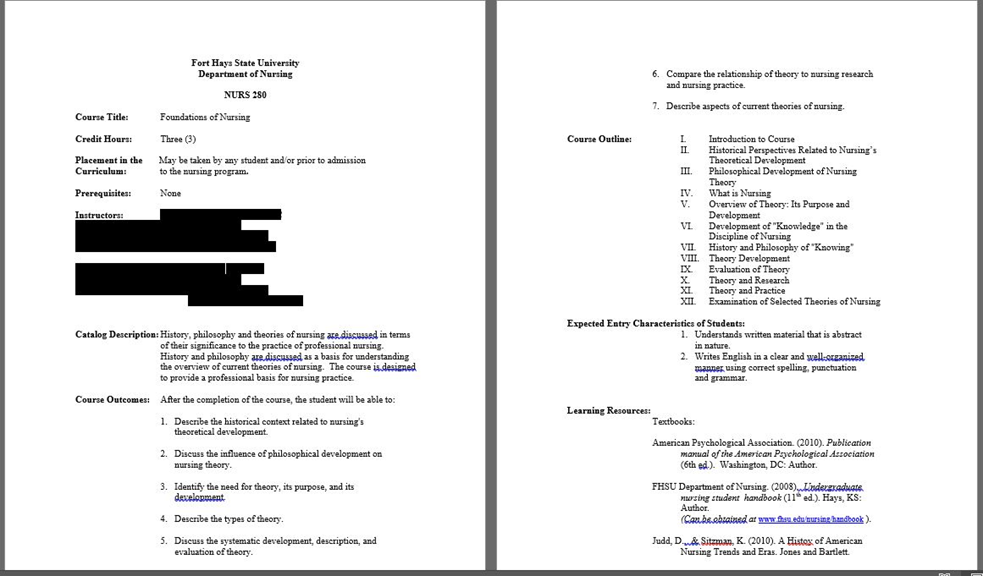 Fort Hays State University
Department of Nursing
NURS 280
Course Title: Foundations of Nursing
Credit Hours: Three (3)
Placement in the May be taken by any student and/or prior to admission
Curriculum: to the nursing program.
Prerequisites: None
Instructors:
Catalog Description: History, philosophy and theories of nursing are discussed in terms
of their significance to the practice of professional nursing.
History and philosophy are discussed as a basis for understanding
the overview of current theories of nursing. The course is designed
to provide a professional basis for nursing practice.
Course Outcomes: After the completion of the course, the student will be able to:
1. Describe the historical context related to nursing's
theoretical development.
2. Discuss the influence of philosophical development on
nursing theory.
3. Identify the need for theory, its purpose, and its
development.
4. Describe the types of theory.
5. Discuss the systematic development, description, and
evaluation of theory.
6. Compare the relationship of theory to nursing research
and nursing practice.
7. Describe aspects of current theories of nursing.
Course Outline: I. Introduction to Course
II. Historical Perspectives Related to Nursing's
Theoretical Development
III. Philosophical Development of Nursing
Theory
IV. What is Nursing
V. Overview of Theory: Its Purpose and
Development
VI. Development of "Knowledge" in the
Discipline of Nursing
VII. History and Philosophy of "Knowing"
VIII. Theory Development
IX. Evaluation of Theory
X. Theory and Research
XI. Theory and Practice
XII. Examination of Selected Theories of Nursing
Expected Entry Characteristics of Students:
1. Understands written material that is abstract
in nature.
2. Writes English in a clear and well-organized
manner using correct spelling, punctuation
and grammar.
Learning Resources:
Textbooks:
American Psychological Association. (2010). Publication
manual of the American Psychological Association
(6th ed.). Washington, DC: Author.
FHSU Department of Nursing. (2008). Undergraduate
nursing student handbook (11th ed.). Hays, KS:
Author.
(Can be obtained at www.fhsu.edu/nursing/handbook ).
Judd, D., & Sitzman, K. (2010). A Histoy of American
Nursing Trends and Eras. Jones and Bartlett.